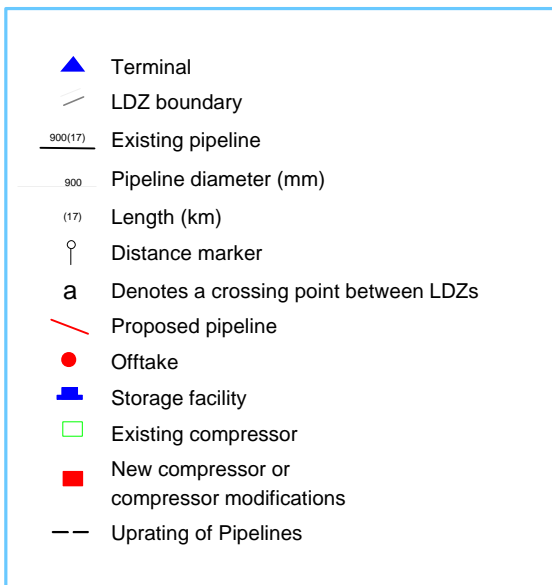 Terminal
LDZ boundary
900(17) Existing pipeline
900 Pipeline diameter (mm)
(17) Length (km)
Distance marker
a Denotes a crossing point between LDZs
Proposed pipeline
Offtake
Storage facility
Existing compressor
New compressor or
compressor modifications
Uprating of Pipelines